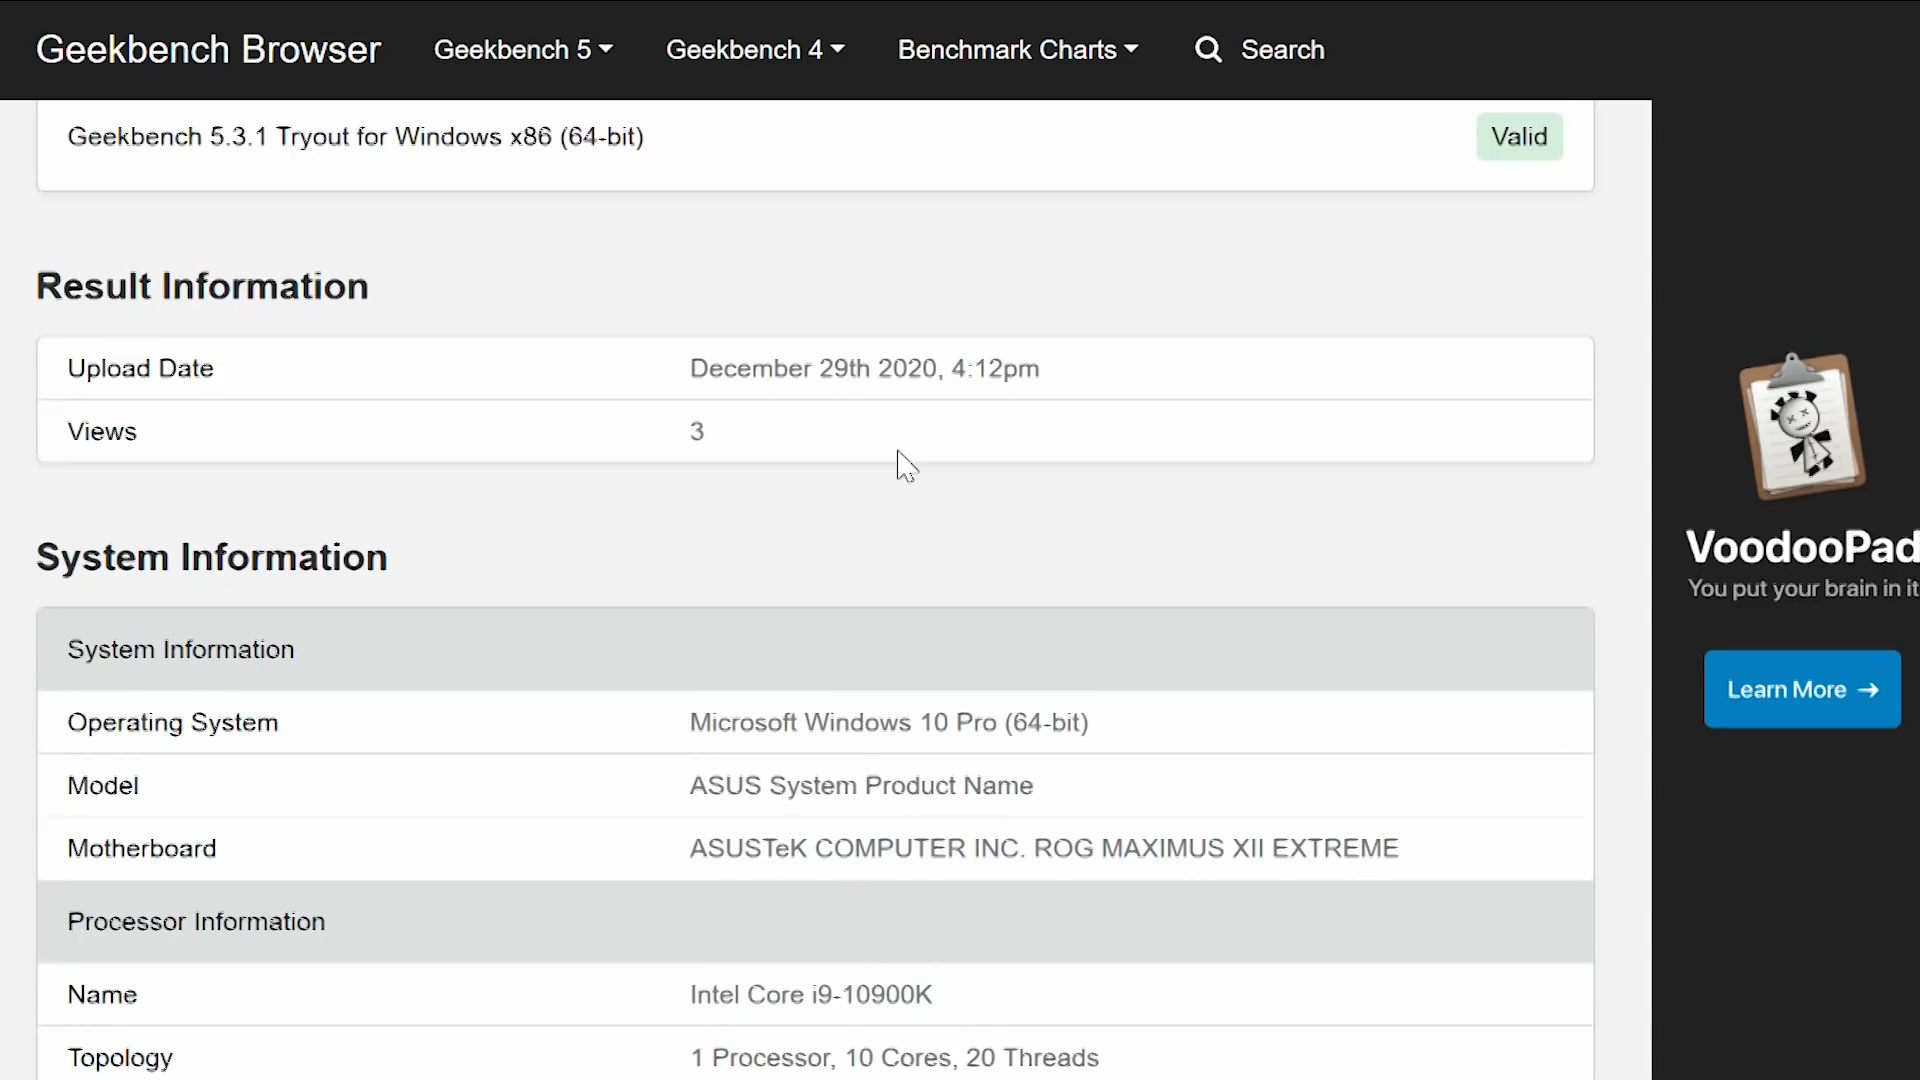 Geekbench Browser Geekbench 5 Geekbench 4 Benchmark Charts Search
Geekbench 5.3.1 Tryout for Windows x86 (64-bit) Valid
Result Information
Upload Date December 29th 2020, 4:12pm
Views 3
System Information
System Information
Operating System Microsoft Windows 10 Pro (64-bit)
Model ASUS System Product Name
Motherboard ASUSTeK COMPUTER INC. ROG MAXIMUS XII EXTREME
Processor Information
Name Intel Core i9-10900K
Topology 1 Processor, 10 Cores, 20 Threads
VoodooPad
You put your brain in it
Learn More →